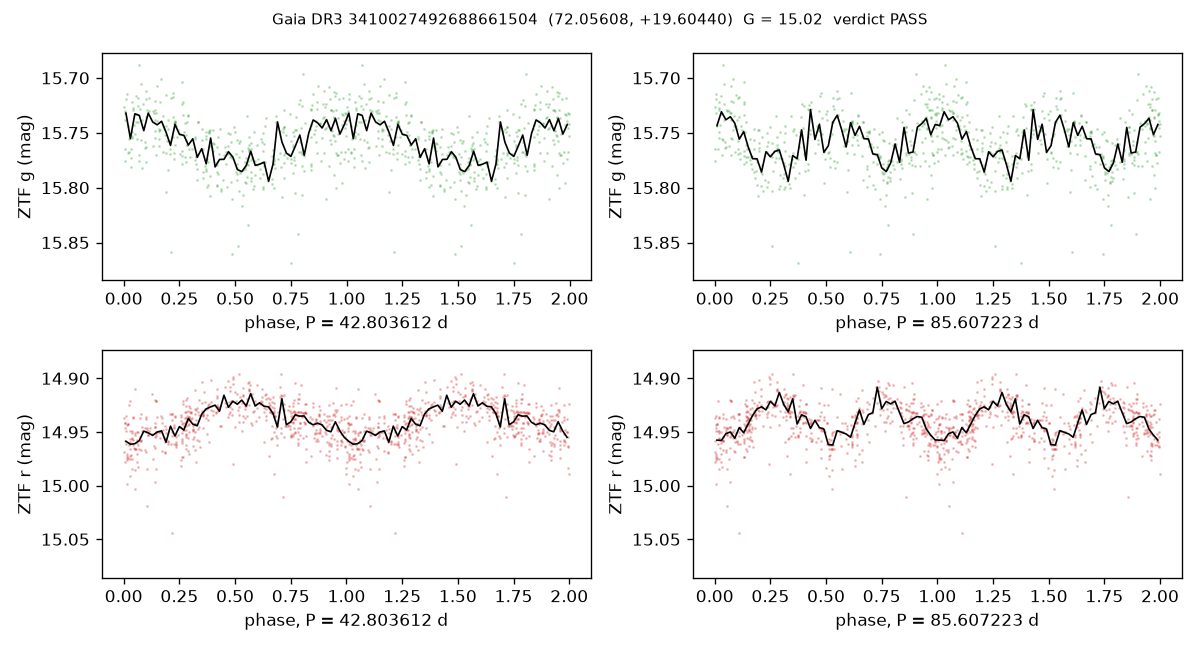 Gaia DR3 3410027492688661504 (72.05608, +19.60440) G = 15.02 verdict PASS
ZTF g (mag)
15.70
15.75
15.80
15.85
0.00 0.25 0.50 0.75 1.00 1.25 1.50 1.75 2.00
phase, P = 42.803612 d
ZTF g (mag)
15.70
15.75
15.80
15.85
0.00 0.25 0.50 0.75 1.00 1.25 1.50 1.75 2.00
phase, P = 85.607223 d
ZTF r (mag)
14.90
14.95
15.00
15.05
0.00 0.25 0.50 0.75 1.00 1.25 1.50 1.75 2.00
phase, P = 42.803612 d
ZTF r (mag)
14.90
14.95
15.00
15.05
0.00 0.25 0.50 0.75 1.00 1.25 1.50 1.75 2.00
phase, P = 85.607223 d